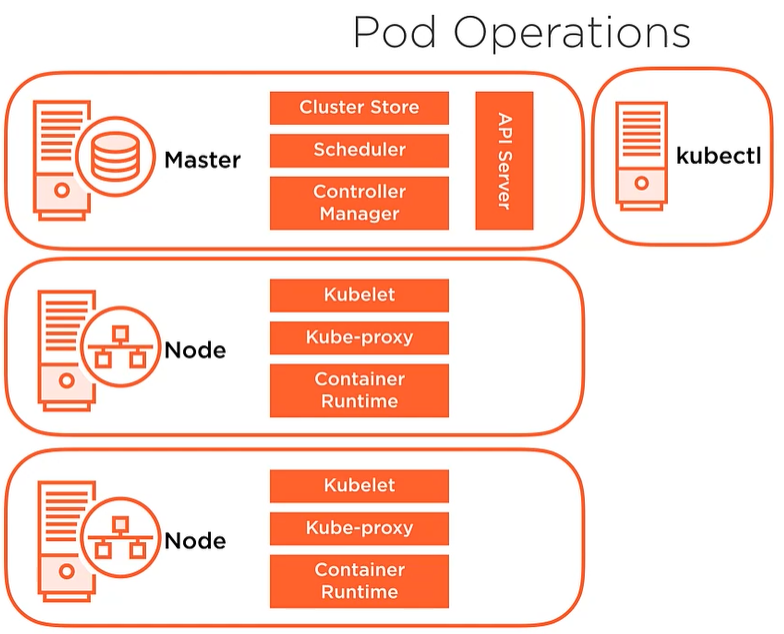 Pod Operations
Master
Cluster Store
Scheduler
Controller
Manager
API Server
kubectl
Node
Kubelet
Kube-proxy
Container
Runtime
Node
Kubelet
Kube-proxy
Container
Runtime